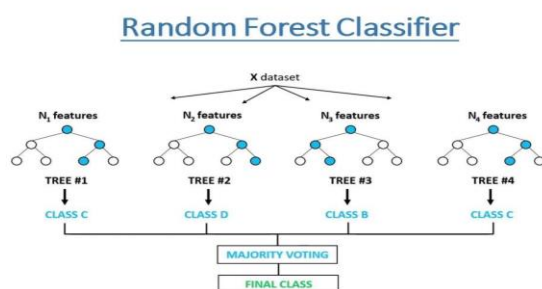 Random Forest Classifier
X dataset
N₁ features N₂ features N₃ features N₄ features
TREE #1 TREE #2 TREE #3 TREE #4
CLASS C CLASS D CLASS B CLASS C
MAJORITY VOTING
FINAL CLASS